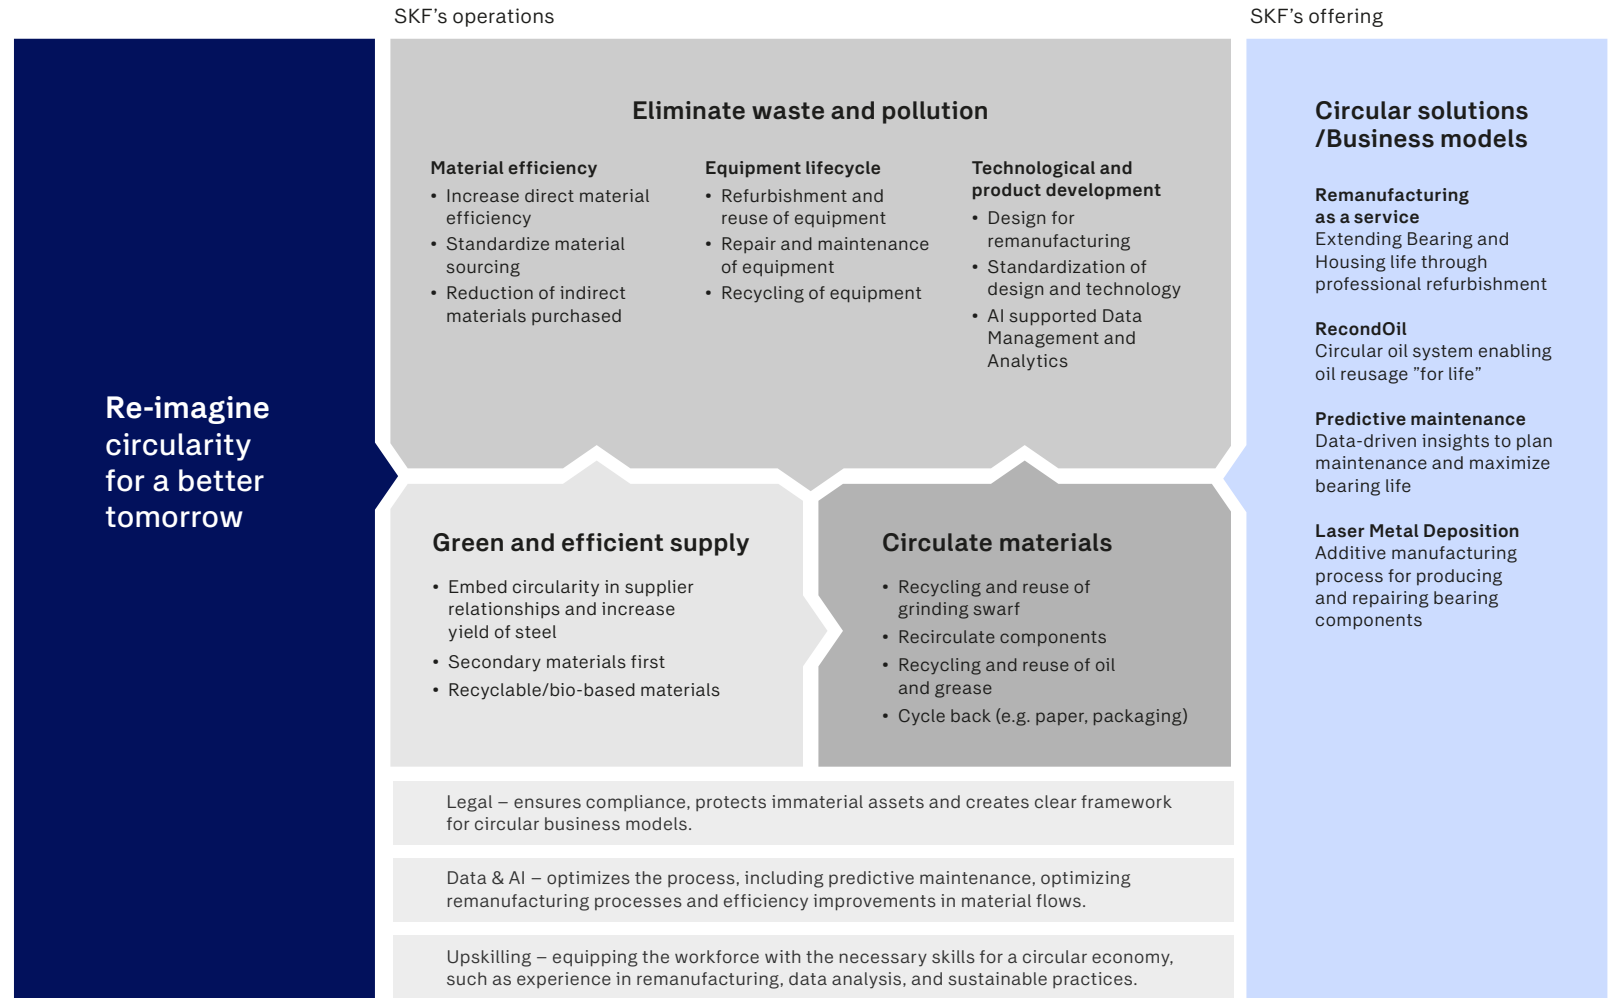 SKF’s operations
SKF’s offering
Re-imagine
circularity
for a better
tomorrow
Eliminate waste and pollution
Material efficiency
• Increase direct material
efficiency
• Standardize material
sourcing
• Reduction of indirect
materials purchased
Equipment lifecycle
• Refurbishment and
reuse of equipment
• Repair and maintenance
of equipment
• Recycling of equipment
Technological and
product development
• Design for
remanufacturing
• Standardization of
design and technology
• AI supported Data
Management and
Analytics
Green and efficient supply
• Embed circularity in supplier
relationships and increase
yield of steel
• Secondary materials first
• Recyclable/bio-based materials
Circulate materials
• Recycling and reuse of
grinding swarf
• Recirculate components
• Recycling and reuse of oil
and grease
• Cycle back (e.g. paper, packaging)
Legal – ensures compliance, protects immaterial assets and creates clear framework
for circular business models.
Data & AI – optimizes the process, including predictive maintenance, optimizing
remanufacturing processes and efficiency improvements in material flows.
Upskilling – equipping the workforce with the necessary skills for a circular economy,
such as experience in remanufacturing, data analysis, and sustainable practices.
Circular solutions
/Business models
Remanufacturing
as a service
Extending Bearing and
Housing life through
professional refurbishment
RecondOil
Circular oil system enabling
oil reusage ”for life”
Predictive maintenance
Data-driven insights to plan
maintenance and maximize
bearing life
Laser Metal Deposition
Additive manufacturing
process for producing
and repairing bearing
components